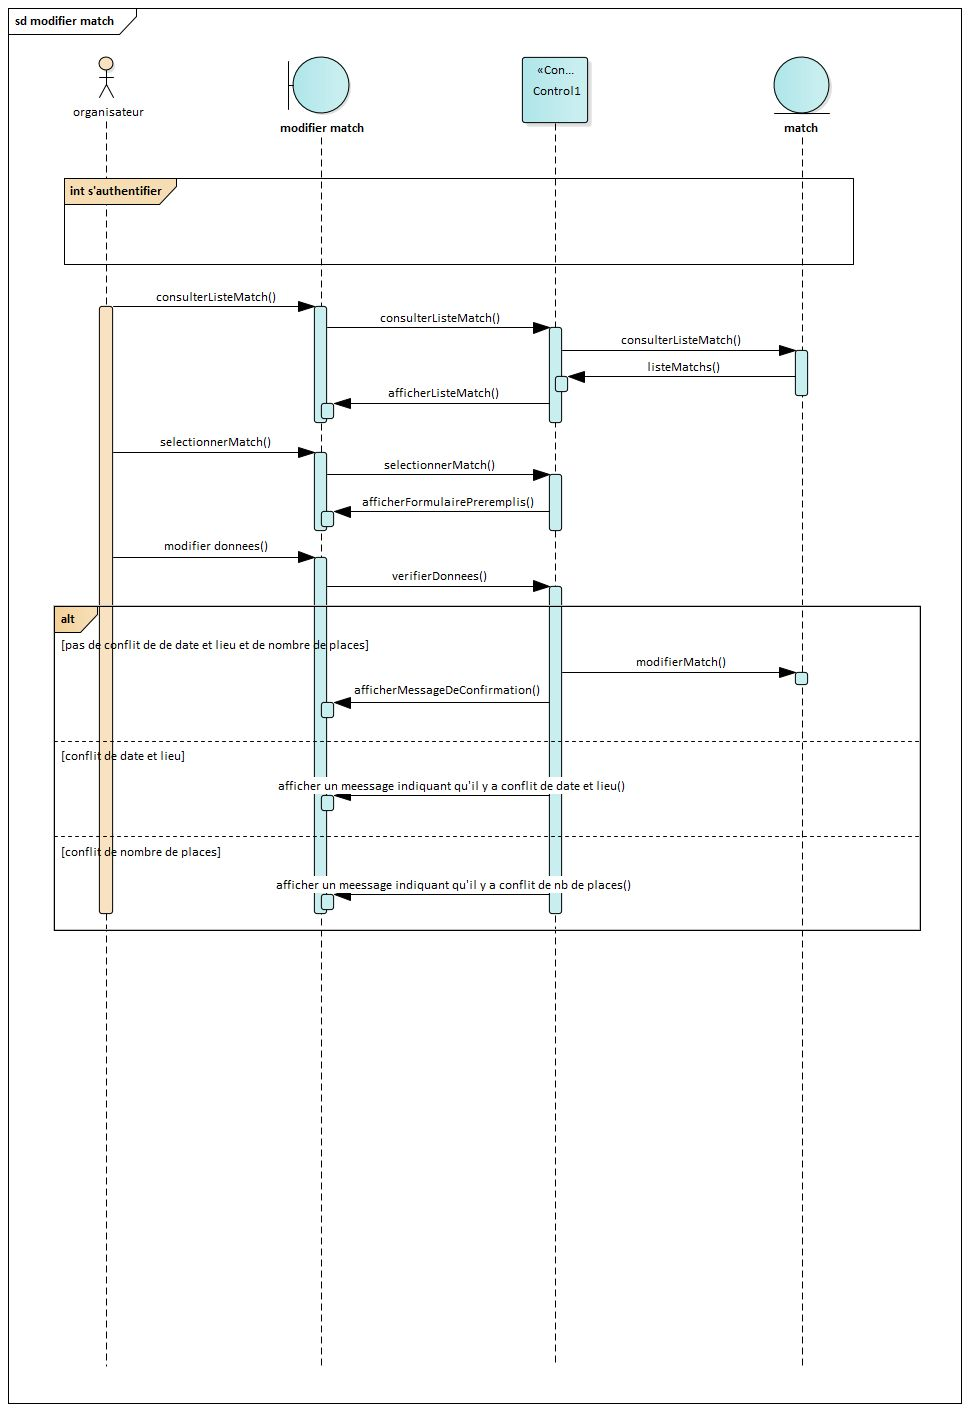 sd modifier match
«Con...
Control1
organisateur
modifier match
match
int s'authentifier
consulterListeMatch()
consulterListeMatch()
consulterListeMatch()
listeMatchs()
afficherListeMatch()
selectionnerMatch()
selectionnerMatch()
afficherFormulairePreremplis()
modifier donnees()
verifierDonnees()
alt
[pas de conflit de de date et lieu et de nombre de places]
modifierMatch()
afficherMessageDeConfirmation()
[conflit de date et lieu]
afficher un meessage indiquant qu'il y a conflit de date et lieu()
[conflit de nombre de places]
afficher un meessage indiquant qu'il y a conflit de nb de places()